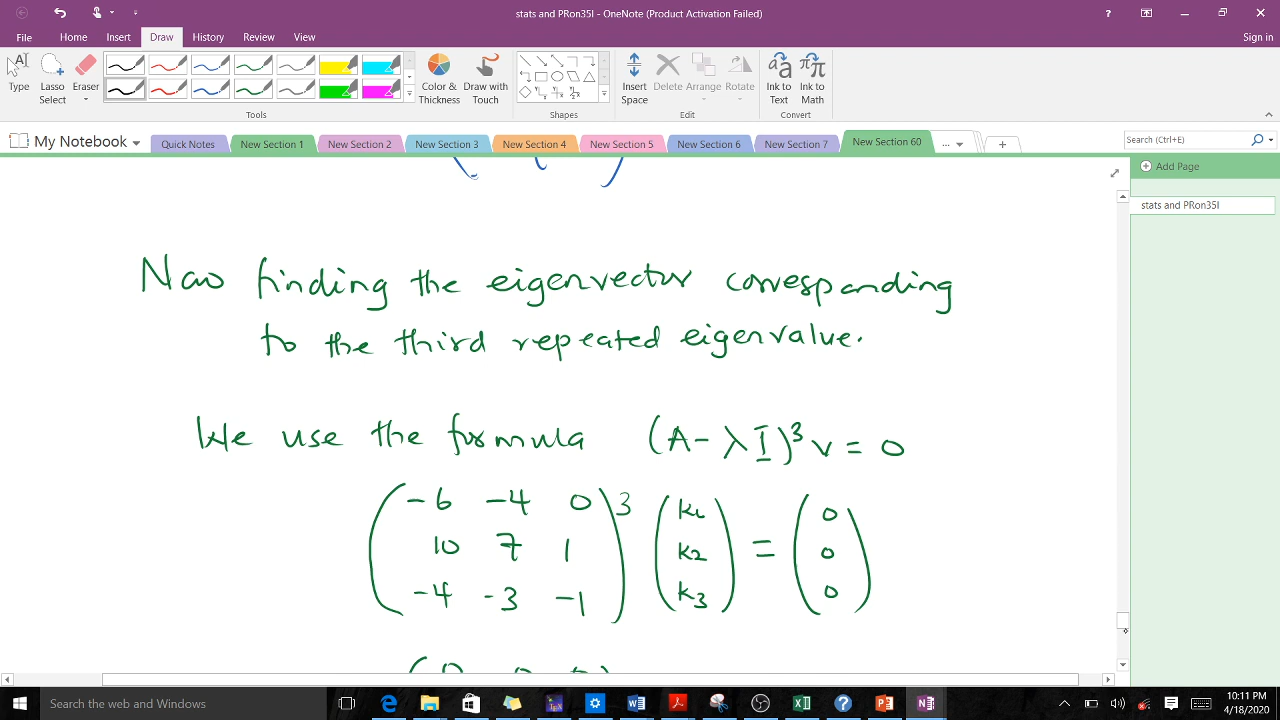 stats and PRon35I - OneNote (Product Activation Failed)
File Home Insert Draw History Review View Sign in
Type Lasso Select Eraser Color & Thickness Draw with Touch Insert Space Delete Arrange Rotate Ink to Text Ink to Math
Tools Shapes Edit Convert
My Notebook Quick Notes New Section 1 New Section 2 New Section 3 New Section 4 New Section 5 New Section 6 New Section 7 New Section 60 ... Search (Ctrl+E)
Add Page
stats and PRon35I
Now finding the eigenvector corresponding
to the third repeated eigenvalue.
We use the formula (A - λI)³ v = 0
(-6 -4 0)³ (k1) = (0)
10 7 1 k2 0
-4 -3 -1 k3 0
Search the web and Windows
10:11 PM
4/18/2020